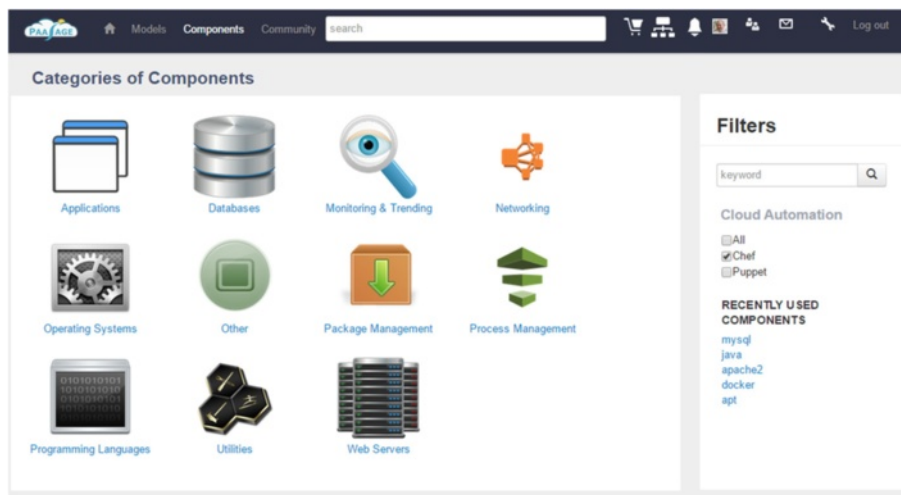 PAASAGE
Models Components Community search Log out
Categories of Components
Applications Databases Monitoring & Trending Networking
Operating Systems Other Package Management Process Management
0101010101
Programming Languages Utilities Web Servers
Filters
keyword
Cloud Automation
All
Chef
Puppet
RECENTLY USED
COMPONENTS
mysql
java
apache2
docker
apt